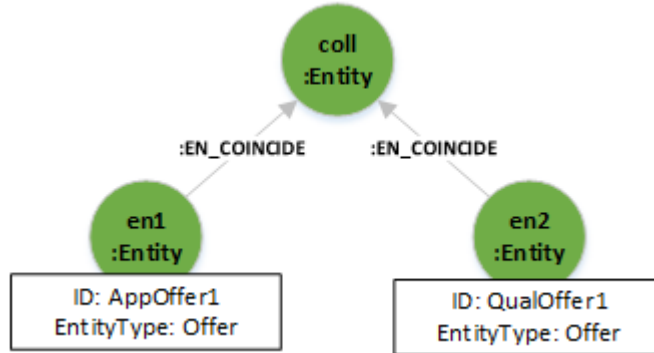 coll
:Entity
:EN_COINCIDE
:EN_COINCIDE
en1
:Entity
en2
:Entity
ID: AppOffer1
EntityType: Offer
ID: QualOffer1
EntityType: Offer